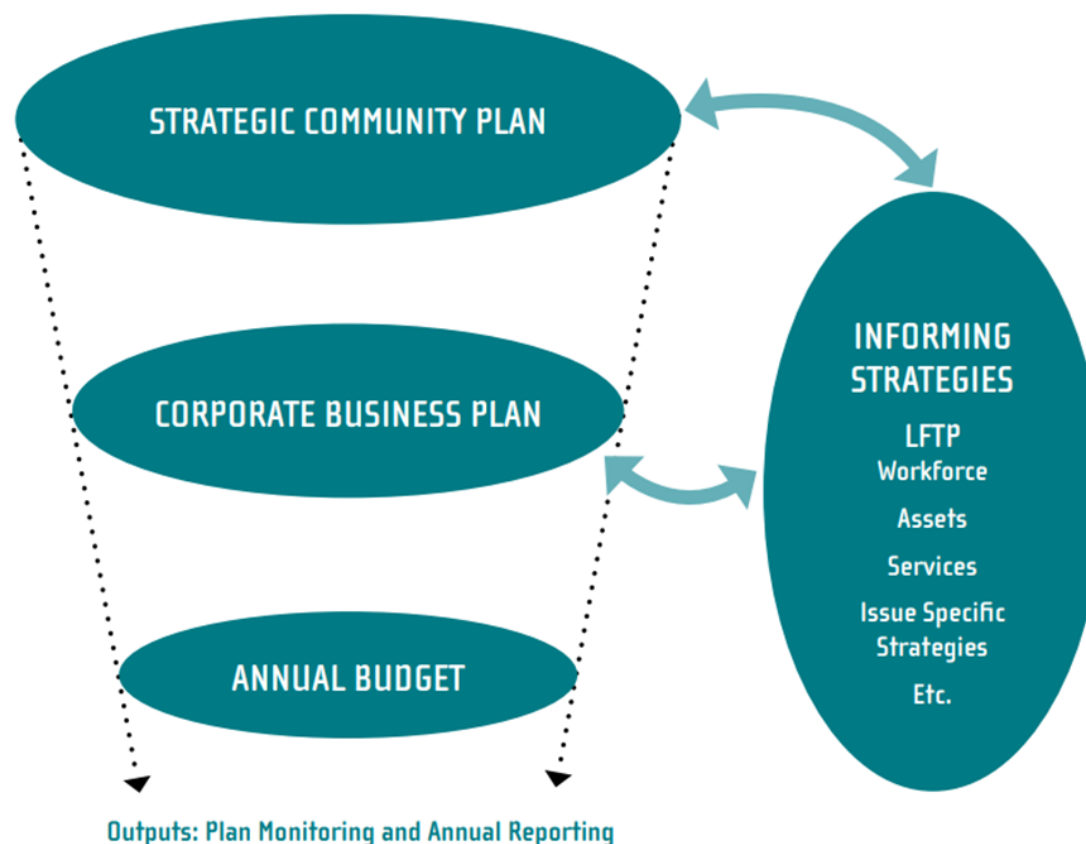 STRATEGIC COMMUNITY PLAN
CORPORATE BUSINESS PLAN
ANNUAL BUDGET
INFORMING
STRATEGIES
LFTP
Workforce
Assets
Services
Issue Specific
Strategies
Etc.
Outputs: Plan Monitoring and Annual Reporting